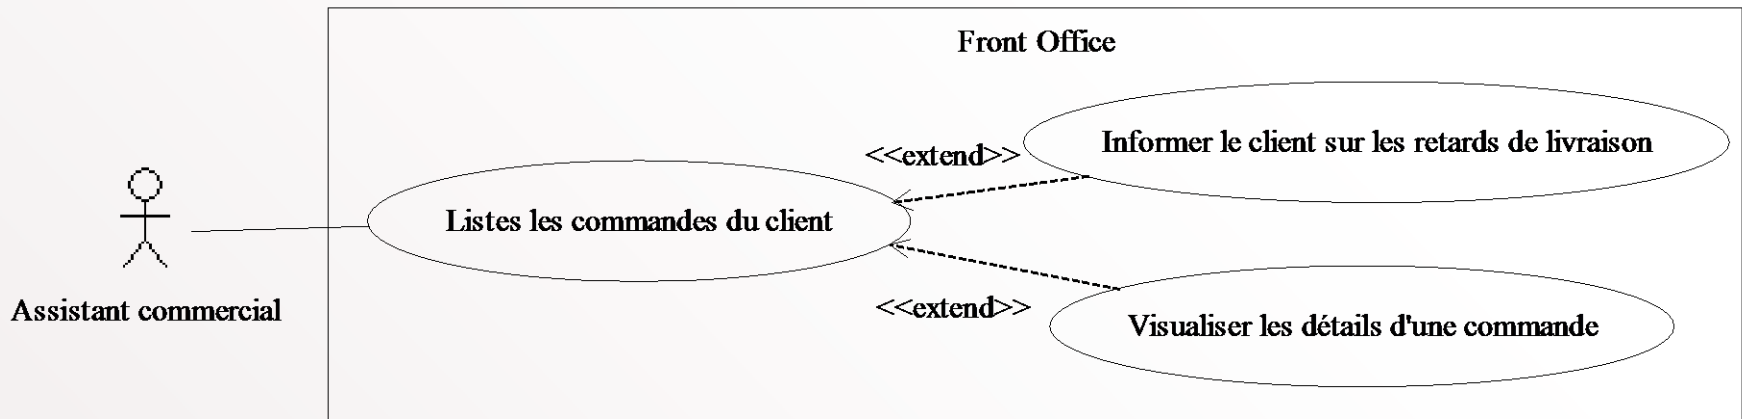 Front Office
Informer le client sur les retards de livraison
<<extend>>
Listes les commandes du client
Assistant commercial
<<extend>>
Visualiser les détails d'une commande